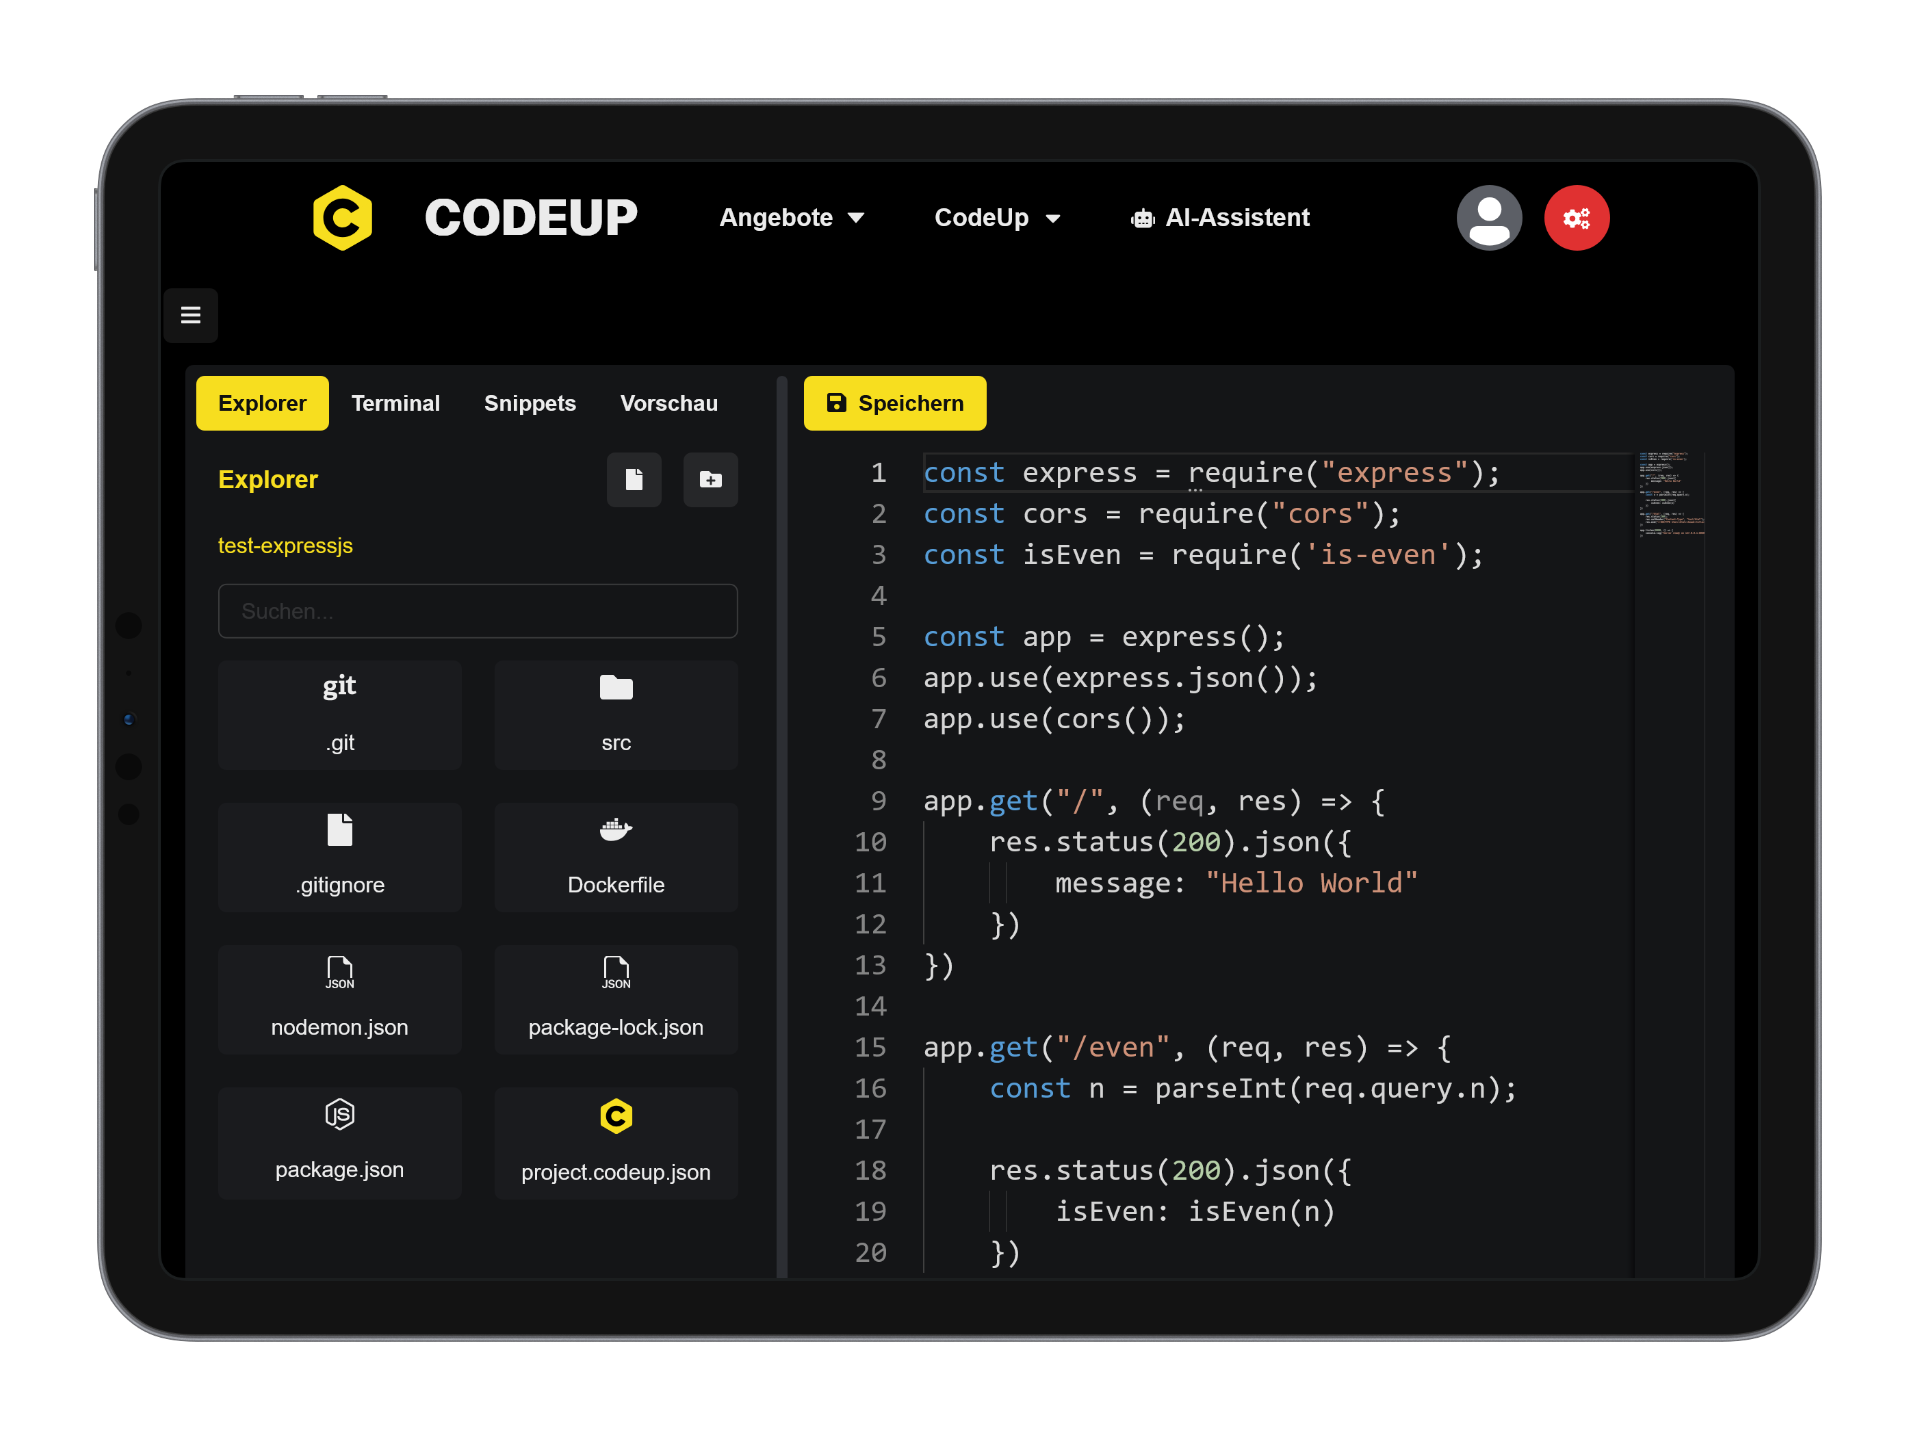 CODEUP
Angebote
CodeUp
AI-Assistent
Explorer
Terminal
Snippets
Vorschau
Speichern
Explorer
test-expressjs
Suchen...
git
.git
src
.gitignore
Dockerfile
JSON
nodemon.json
JSON
package-lock.json
JS
package.json
C
project.codeup.json
1 const express = require("express");
2 const cors = require("cors");
3 const isEven = require('is-even');
4
5 const app = express();
6 app.use(express.json());
7 app.use(cors());
8
9 app.get("/", (req, res) => {
10 res.status(200).json({
11 message: "Hello World"
12 })
13 })
14
15 app.get("/even", (req, res) => {
16 const n = parseInt(req.query.n);
17
18 res.status(200).json({
19 isEven: isEven(n)
20 })